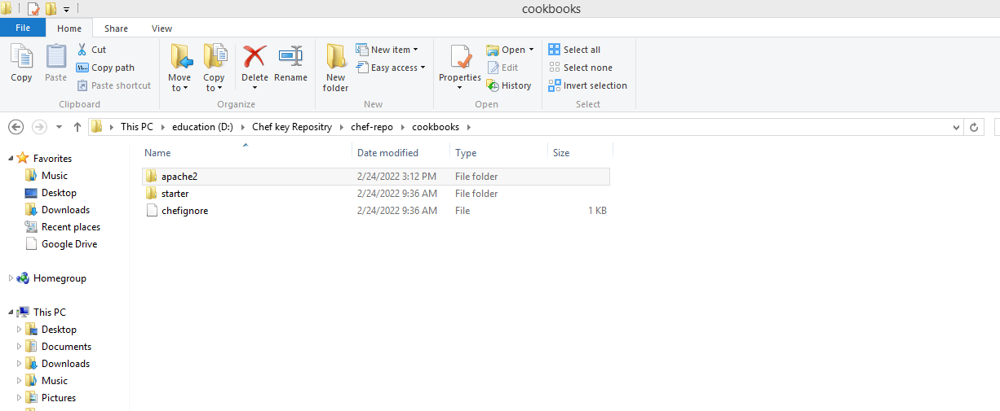 cookbooks
File Home Share View
Copy
Paste
Cut
Copy path
Paste shortcut
Clipboard
Move to
Copy to
Delete
Rename
Organize
New folder
New item
Easy access
New
Properties
Open
Edit
History
Open
Select all
Select none
Invert selection
Select
This PC education (D:) Chef key Repositry chef-repo cookbooks
Favorites
Music
Desktop
Downloads
Recent places
Google Drive
Homegroup
This PC
Desktop
Documents
Downloads
Music
Pictures
Name Date modified Type Size
apache2 2/24/2022 3:12 PM File folder
starter 2/24/2022 9:36 AM File folder
chefignore 2/24/2022 9:36 AM File 1 KB